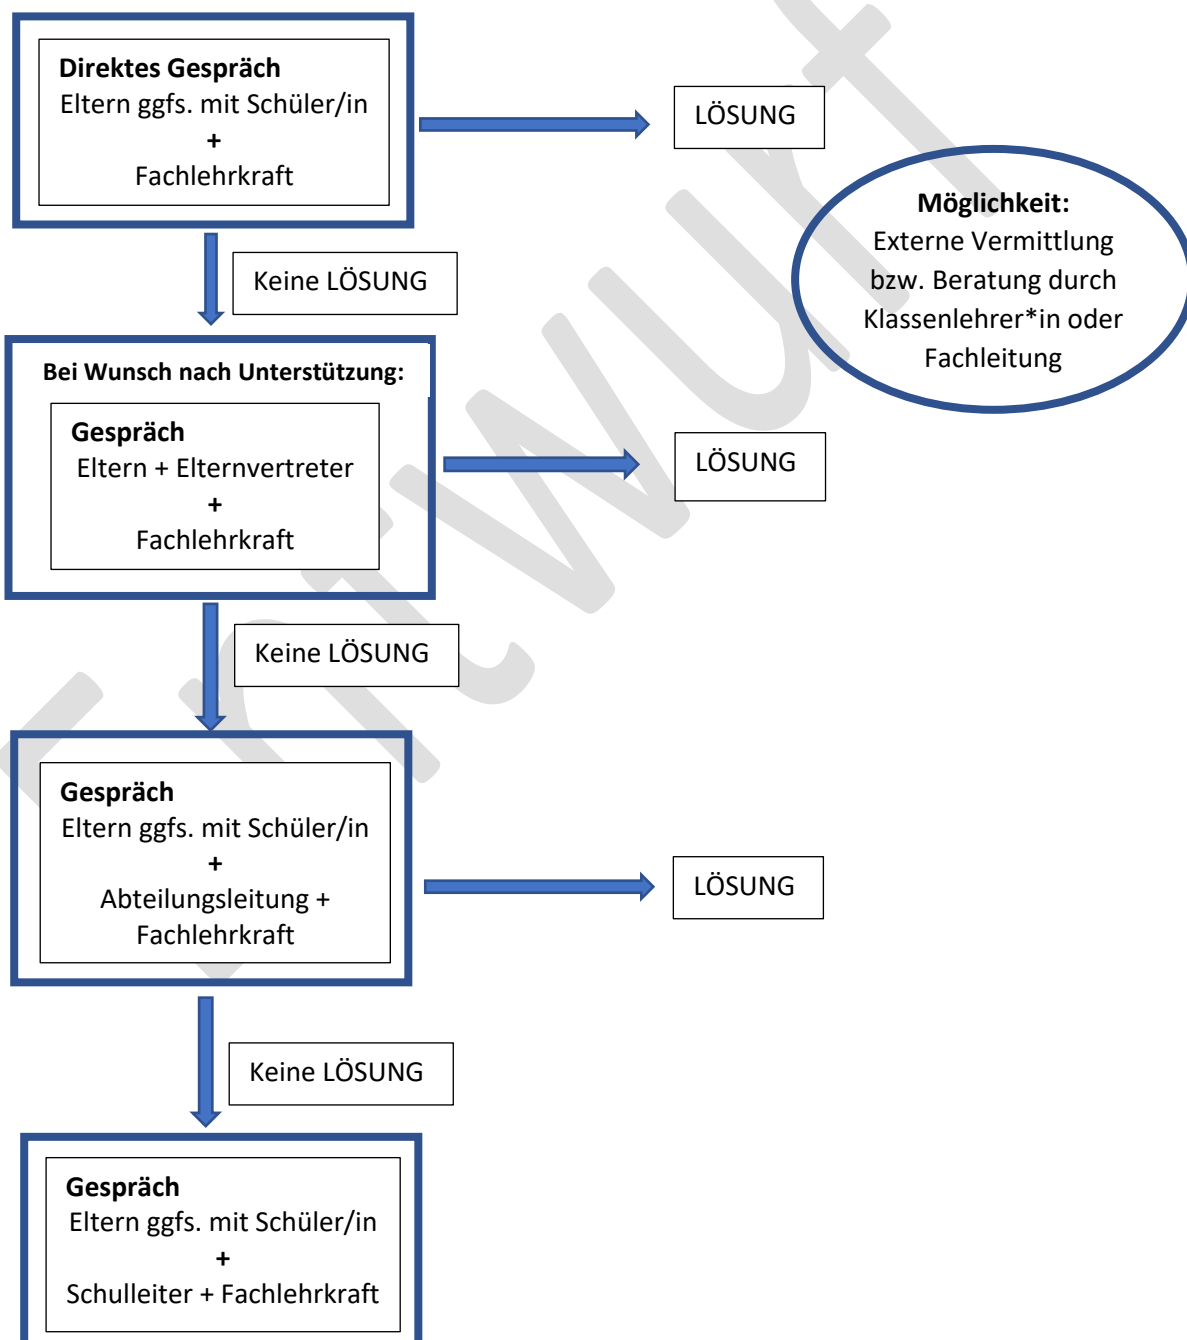 Direktes Gespräch
Eltern ggfs. mit Schüler/in
+
Fachlehrkraft
LÖSUNG
Möglichkeit:
Externe Vermittlung
bzw. Beratung durch
Klassenlehrer*in oder
Fachleitung
Keine LÖSUNG
Bei Wunsch nach Unterstützung:
Gespräch
Eltern + Elternvertreter
+
Fachlehrkraft
LÖSUNG
Keine LÖSUNG
Gespräch
Eltern ggfs. mit Schüler/in
+
Abteilungsleitung +
Fachlehrkraft
LÖSUNG
Keine LÖSUNG
Gespräch
Eltern ggfs. mit Schüler/in
+
Schulleiter + Fachlehrkraft
Entwurf